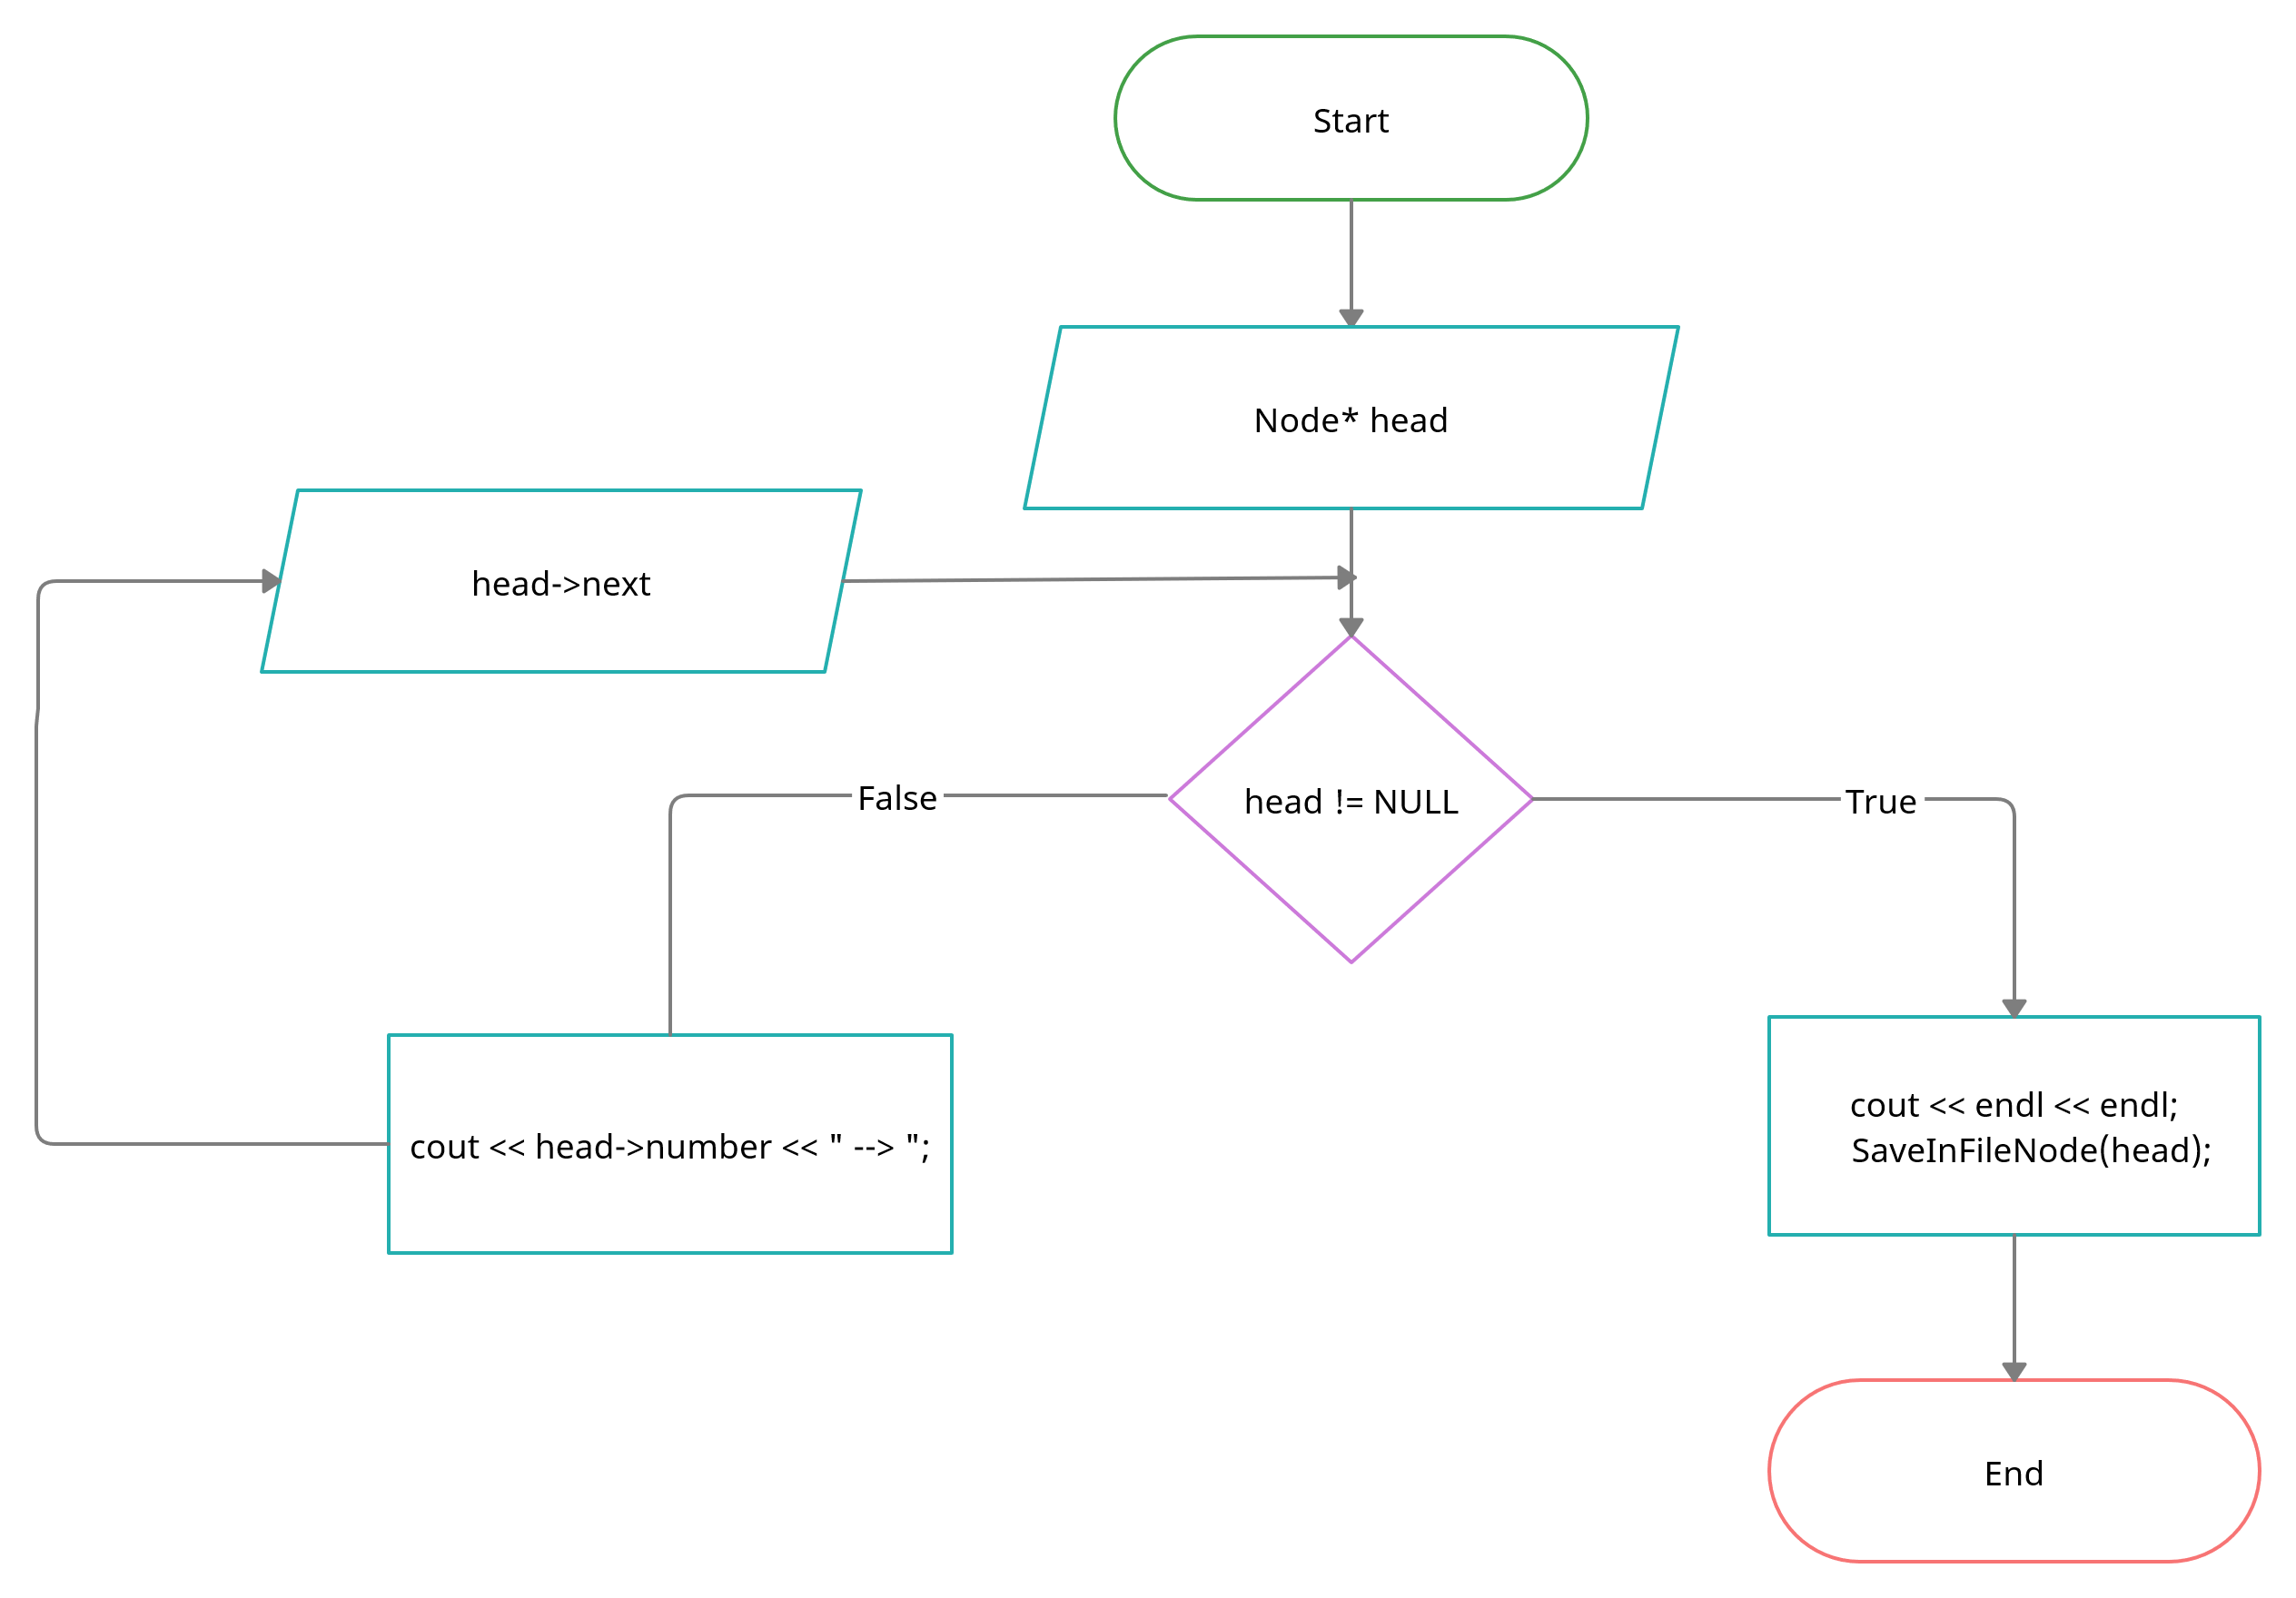 Start
Node* head
head->next
head != NULL
False
True
cout << head->number << " --> ";
cout << endl << endl;
SaveInFileNode(head);
End